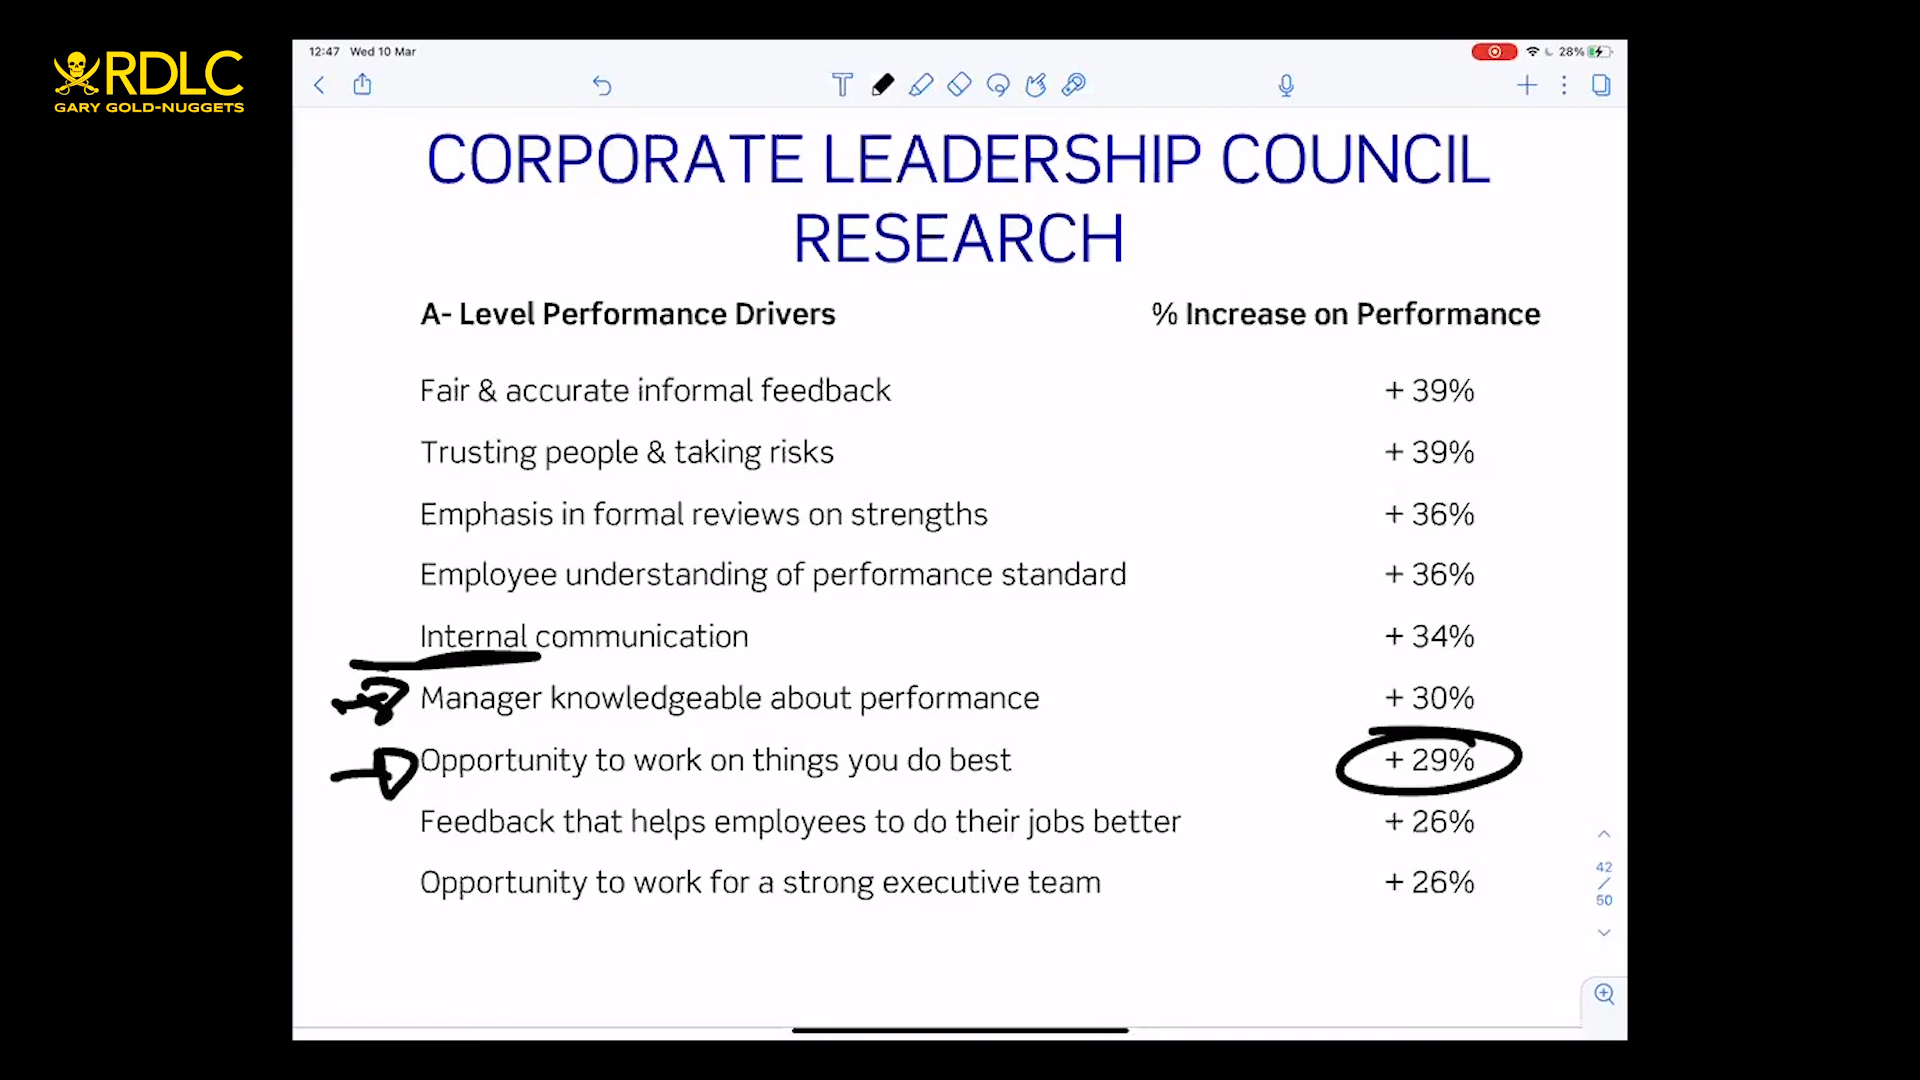 RDLC
GARY GOLD-NUGGETS
12:47 Wed 10 Mar
28%
T
CORPORATE LEADERSHIP COUNCIL
RESEARCH
A- Level Performance Drivers % Increase on Performance
Fair & accurate informal feedback + 39%
Trusting people & taking risks + 39%
Emphasis in formal reviews on strengths + 36%
Employee understanding of performance standard + 36%
Internal communication + 34%
Manager knowledgeable about performance + 30%
Opportunity to work on things you do best + 29%
Feedback that helps employees to do their jobs better + 26%
Opportunity to work for a strong executive team + 26%
42
/
50